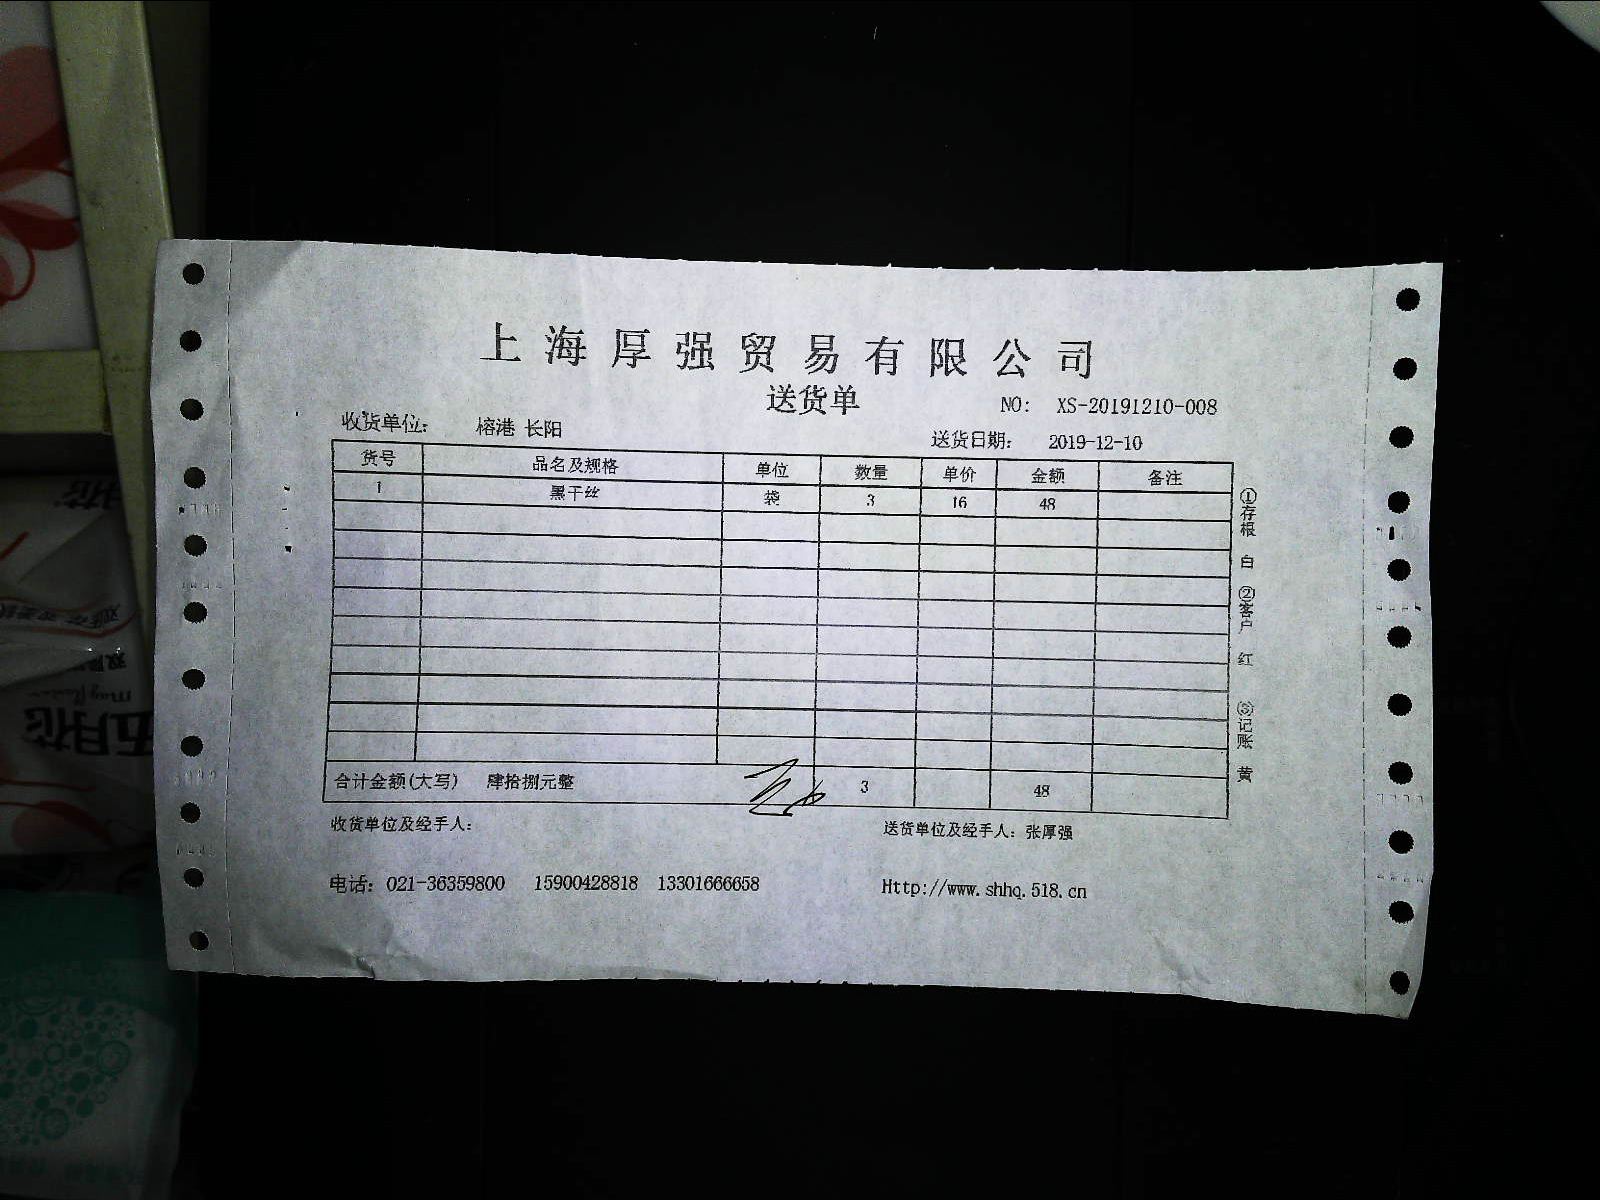 上海厚强贸易有限公司
送货单
NO: XS-20191210-008
收货单位: 榕港 长阳
送货日期: 2019-12-10
货号 品名及规格 单位 数量 单价 金额 备注
1 黑干丝 袋 3 16 48
合计金额(大写) 肆拾捌元整 3 48
收货单位及经手人:
送货单位及经手人: 张厚强
电话: 021-36359800 15900428818 13301666658
Http://www.shhq.518.cn
①存根 白 ②客户 红 ③记账 黄
五月花